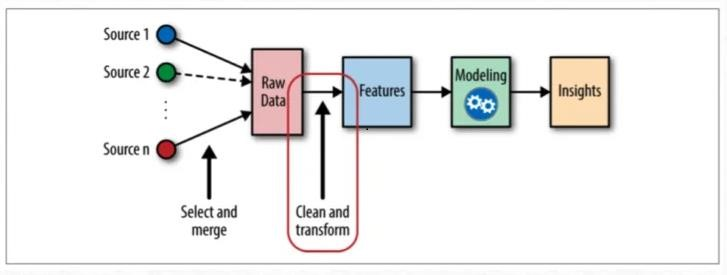 Source 1
Source 2
Source n
Raw
Data
Features
Modeling
Insights
Select and
merge
Clean and
transform